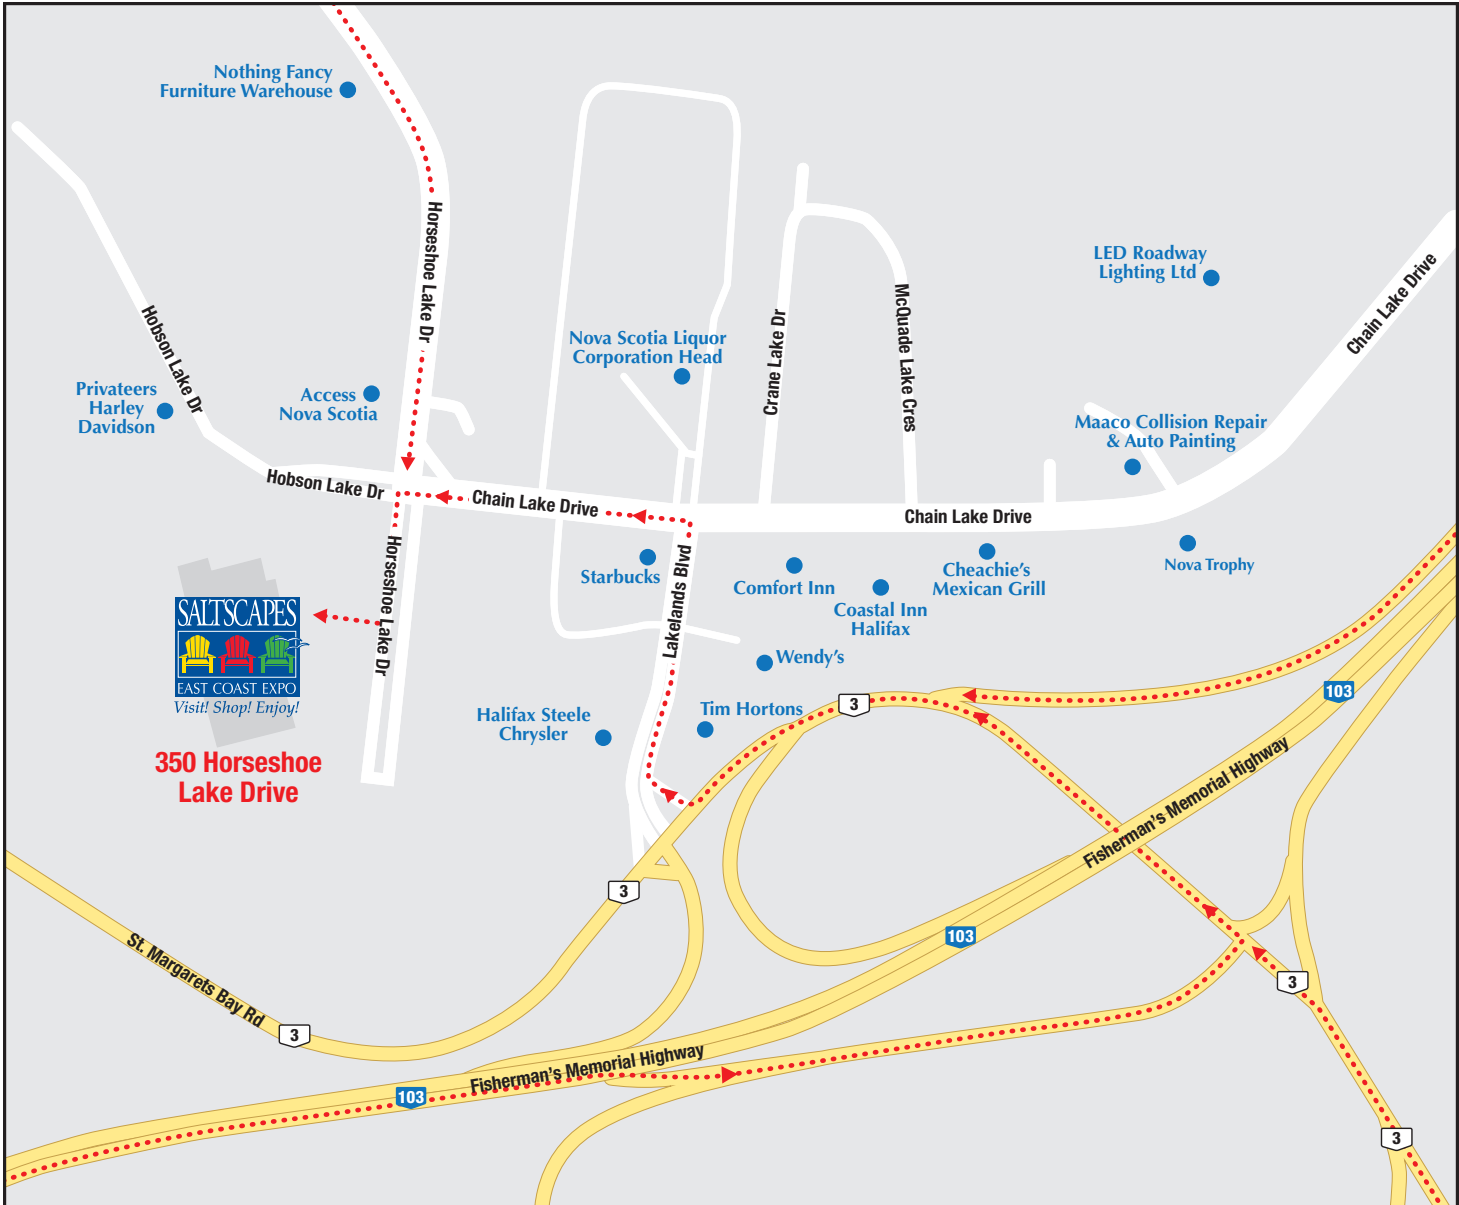 Nothing Fancy
Furniture Warehouse
Horseshoe Lake Dr
LED Roadway
Lighting Ltd
Chain Lake Drive
Hobson Lake Dr
Nova Scotia Liquor
Corporation Head
Crane Lake Dr
McQuade Lake Cres
Privateers
Harley
Davidson
Access
Nova Scotia
Maaco Collision Repair
& Auto Painting
Hobson Lake Dr
Chain Lake Drive
Chain Lake Drive
Horseshoe Lake Dr
Starbucks
Lakelands Blvd
Comfort Inn
Coastal Inn
Halifax
Cheachie's
Mexican Grill
Nova Trophy
SALTSCAPES
EAST COAST EXPO
Visit! Shop! Enjoy!
350 Horseshoe
Lake Drive
Wendy's
Halifax Steele
Chrysler
Tim Hortons
3
103
Fisherman's Memorial Highway
3
103
St. Margarets Bay Rd
3
3
Fisherman's Memorial Highway
103
3